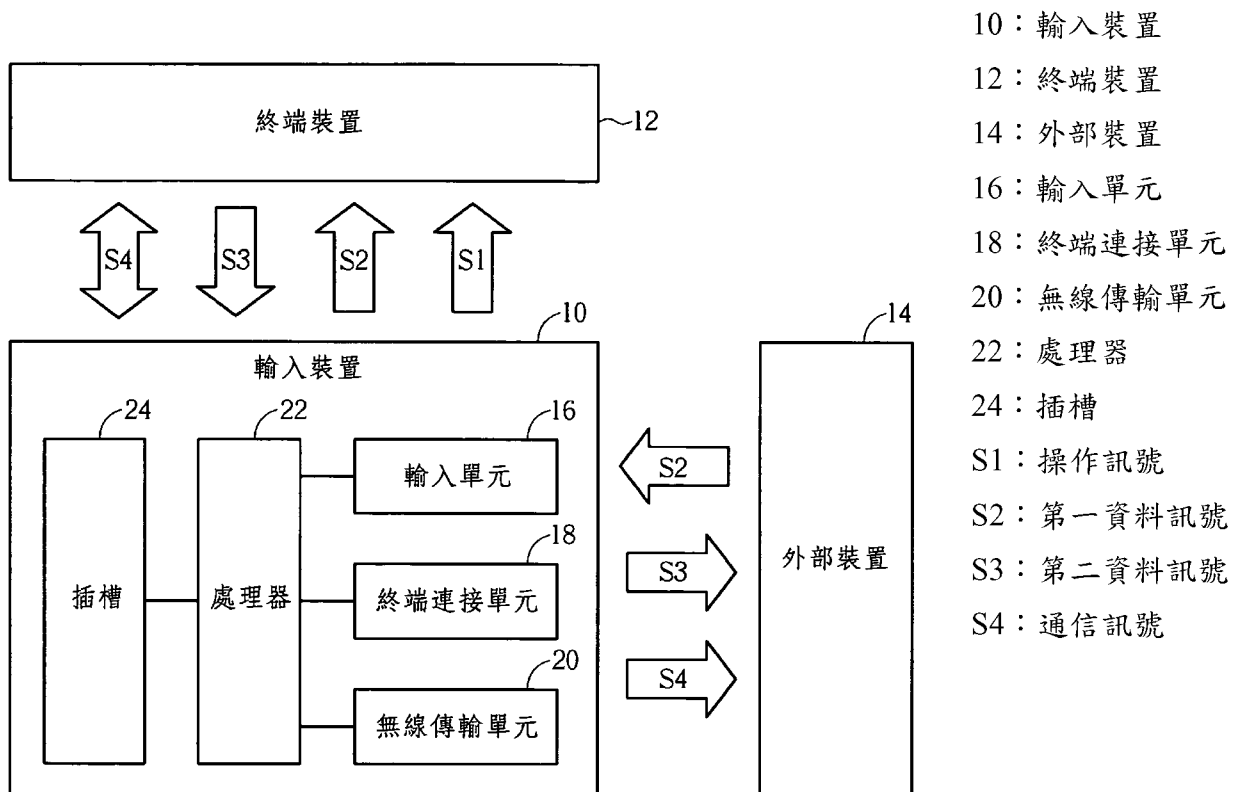 終端裝置
12
S4
S3
S2
S1
10
輸入裝置
24
22
16
插槽
處理器
輸入單元
18
終端連接單元
20
無線傳輸單元
S2
S3
S4
14
外部裝置
10：輸入裝置
12：終端裝置
14：外部裝置
16：輸入單元
18：終端連接單元
20：無線傳輸單元
22：處理器
24：插槽
S1：操作訊號
S2：第一資料訊號
S3：第二資料訊號
S4：通信訊號